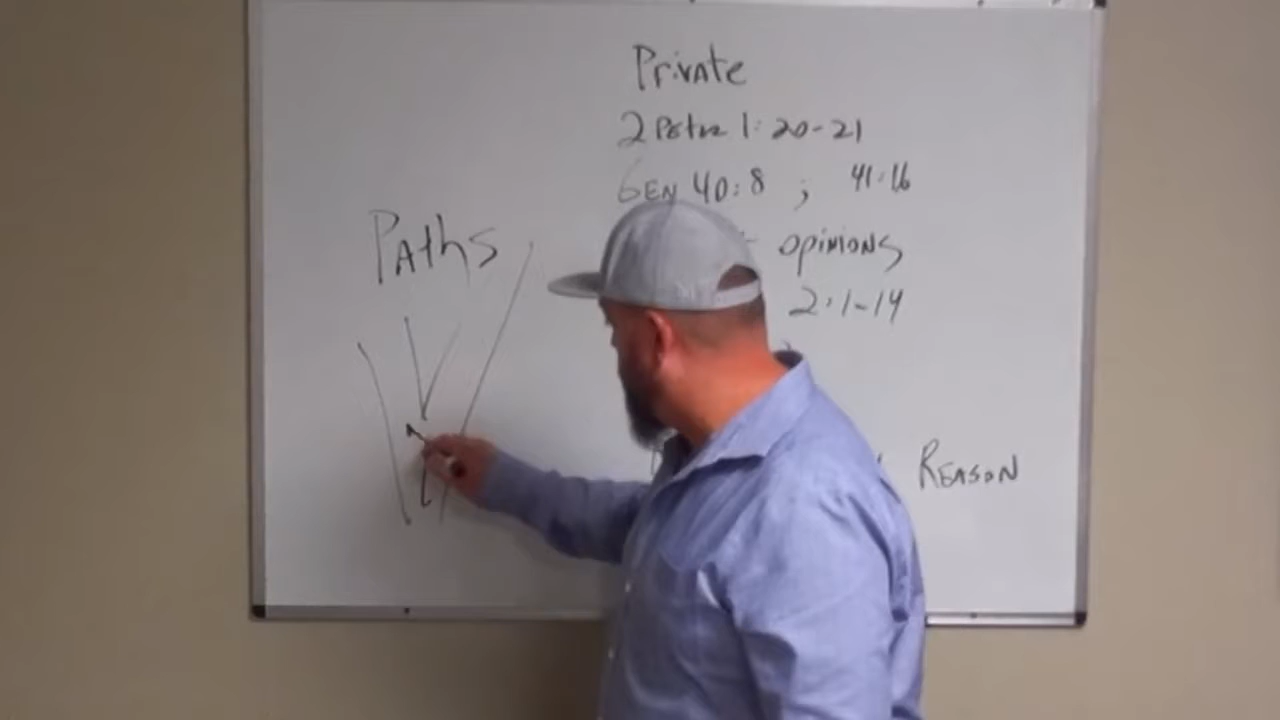 Private
2 Peter 1:20-21
GEN 40:8 ; 41:16
Paths
opinions
2:1-14
REASON